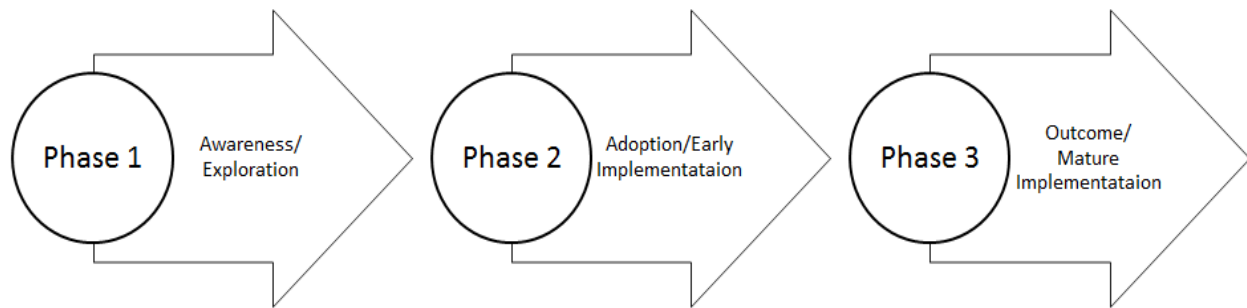 Phase 1
Awareness/
Exploration
Phase 2
Adoption/Early
Implementataion
Phase 3
Outcome/
Mature
Implementataion